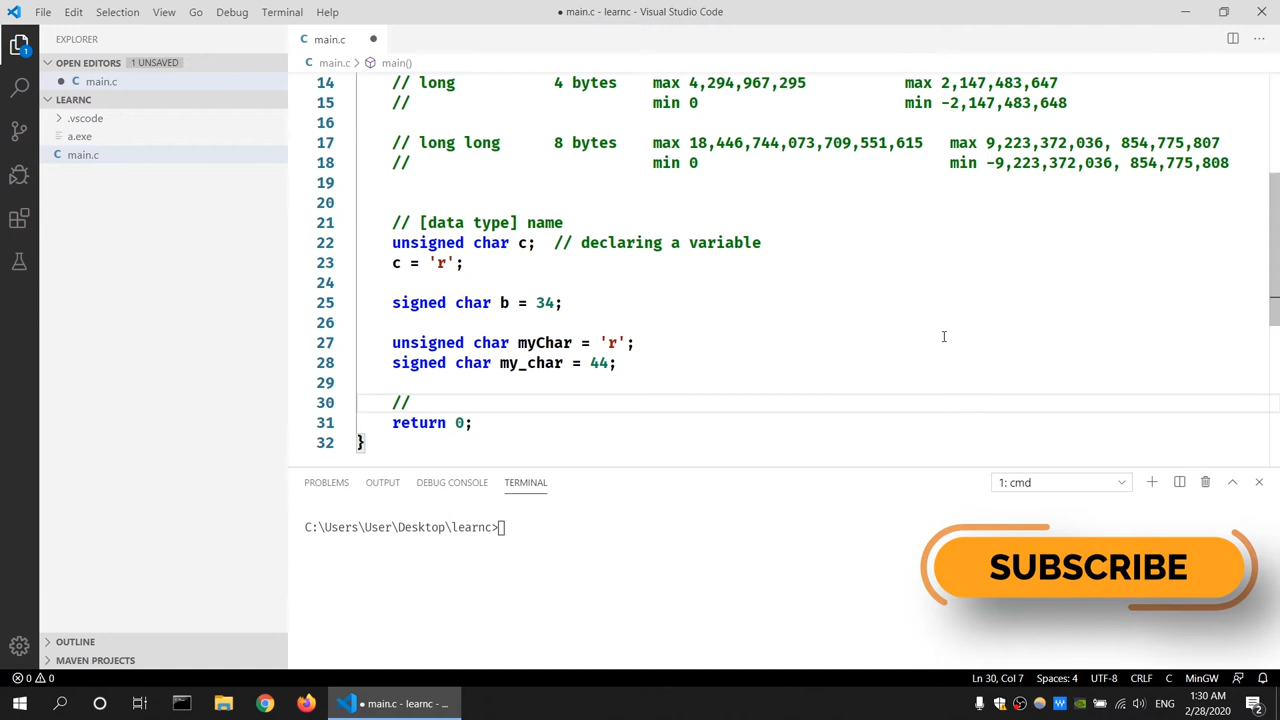 File Edit Selection View Go Debug Terminal Help
● main.c - learnc - Visual Studio Code
EXPLORER
OPEN EDITORS 1 UNSAVED
● C main.c
LEARNC
> .vscode
a.exe
C main.c
OUTLINE
MAVEN PROJECTS
1
C main.c ●
C main.c > main()
14 // long 4 bytes max 4,294,967,295 max 2,147,483,647
15 // min 0 min -2,147,483,648
16
17 // long long 8 bytes max 18,446,744,073,709,551,615 max 9,223,372,036, 854,775,807
18 // min 0 min -9,223,372,036, 854,775,808
19
20
21 // [data type] name
22 unsigned char c; // declaring a variable
23 c = 'r';
24
25 signed char b = 34;
26
27 unsigned char myChar = 'r';
28 signed char my_char = 44;
29
30 //
31 return 0;
32 }
PROBLEMS OUTPUT DEBUG CONSOLE TERMINAL
1: cmd
C:\Users\User\Desktop\learnc>
SUBSCRIBE
0 0
Ln 30, Col 7 Spaces: 4 UTF-8 CRLF C MinGW
● main.c - learnc - ...
ENG
1:30 AM
2/28/2020
2